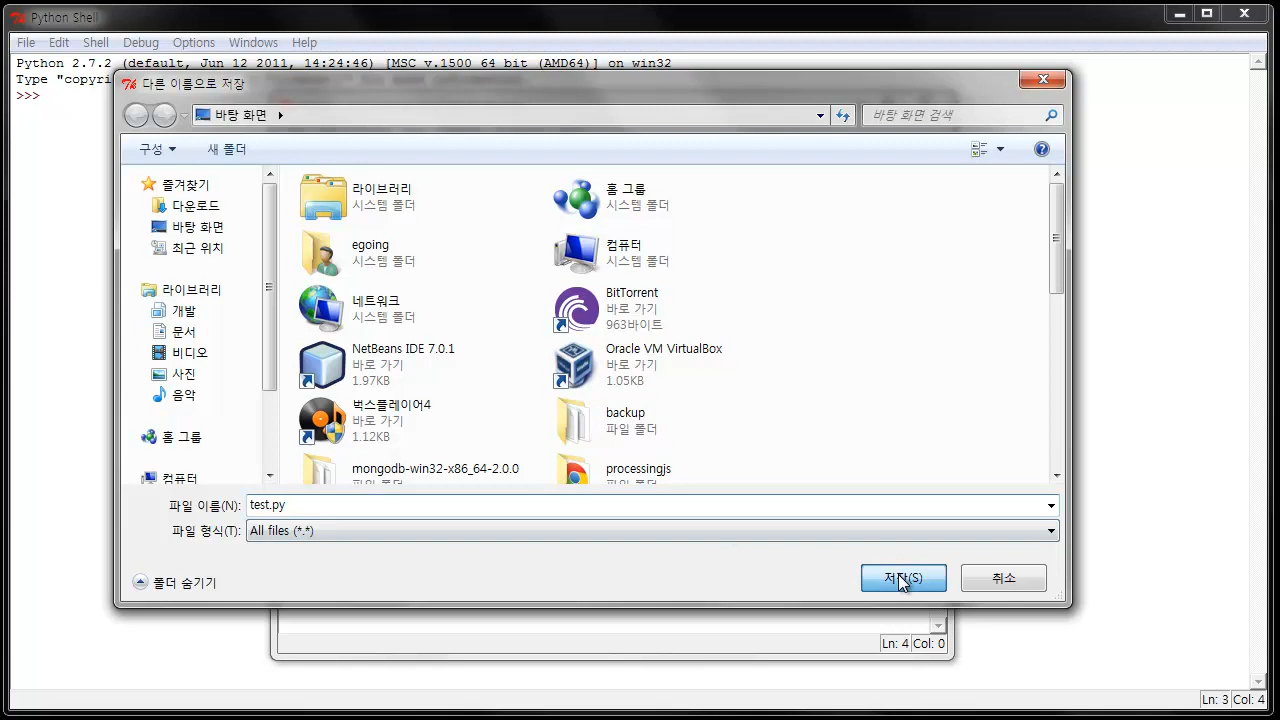 Python Shell
File Edit Shell Debug Options Windows Help
Python 2.7.2 (default, Jun 12 2011, 14:24:46) [MSC v.1500 64 bit (AMD64)] on win32
Type "copyri
>>>
다른 이름으로 저장
바탕 화면
바탕 화면 검색
구성
새 폴더
즐겨찾기
다운로드
바탕 화면
최근 위치
라이브러리
개발
문서
비디오
사진
음악
홈 그룹
컴퓨터
라이브러리
시스템 폴더
홈 그룹
시스템 폴더
egoing
시스템 폴더
컴퓨터
시스템 폴더
네트워크
시스템 폴더
BitTorrent
바로 가기
963바이트
NetBeans IDE 7.0.1
바로 가기
1.97KB
Oracle VM VirtualBox
바로 가기
1.05KB
벅스플레이어4
바로 가기
1.12KB
backup
파일 폴더
mongodb-win32-x86_64-2.0.0
파일 폴더
processingjs
파일 폴더
파일 이름(N): test.py
파일 형식(T): All files (*.*)
폴더 숨기기
저장(S)
취소
Ln: 4 Col: 0
Ln: 3 Col: 4